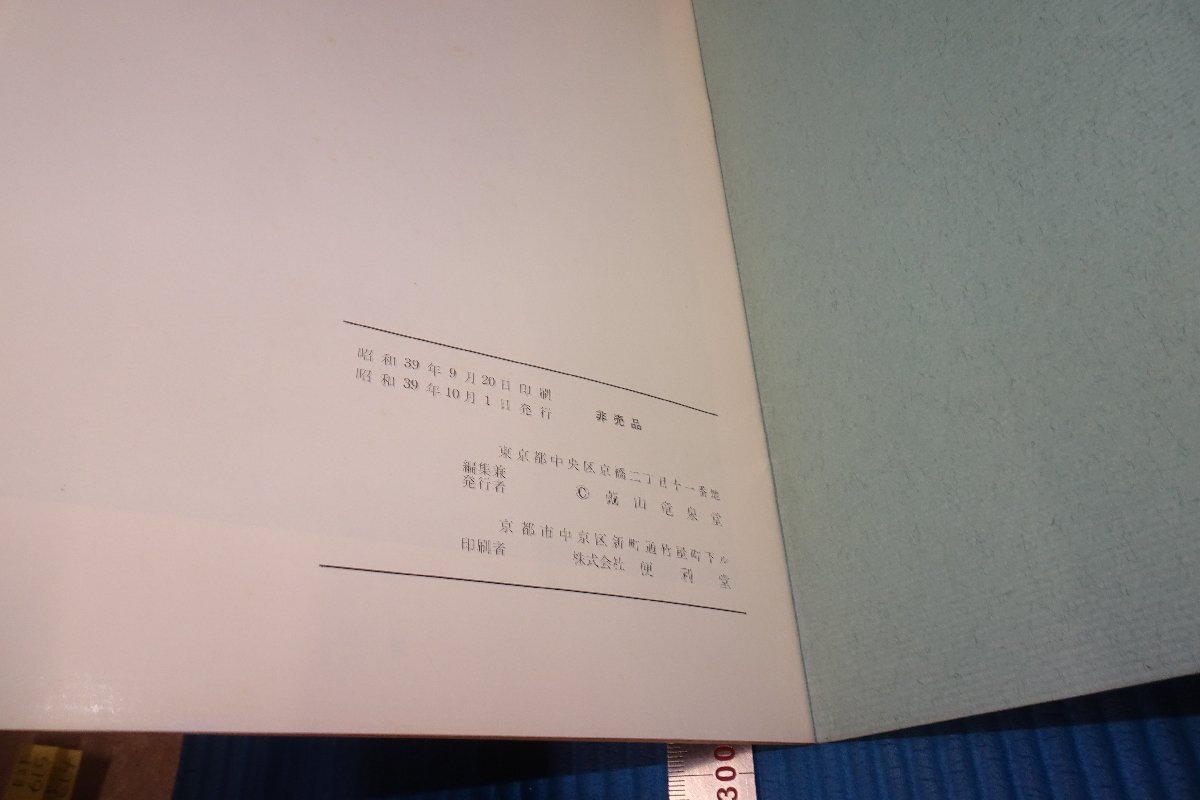 昭和39年9月20日印刷
昭和39年10月1日発行
非売品
東京都中央区京橋二丁目十一番地
編集兼
発行者
© 繭山竜泉堂
京都市中京区新町通竹屋町下ル
印刷者
株式会社 便利堂
300